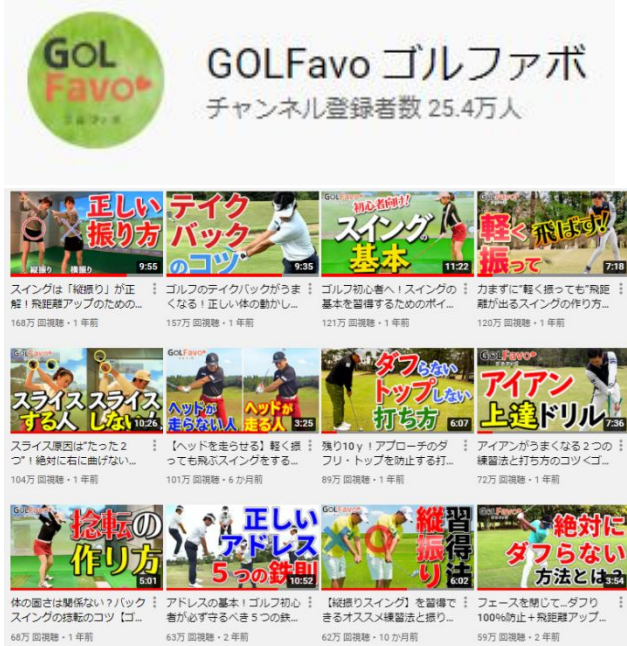 GOL
Favo
ゴルファボ
GOLFavo ゴルファボ
チャンネル登録者数 25.4万人
正しい
振り方
縦振り
横振り
9:55
テイク
バック
のコツ
9:35
GOLFavo
初心者向け!
スイングの
基本
11:22
軽く飛ばす!
振って
7:18
スイングは「縦振り」が正
解!飛距離アップのための...
168万 回視聴・1 年前
ゴルフのテイクバックがうま
くなる!正しい体の動かし...
157万 回視聴・1 年前
ゴルフ初心者へ!スイングの
基本を習得するためのポイ...
121万 回視聴・1 年前
力まずに"軽く振っても"飛距
離が出るスイングの作り方...
120万 回視聴・1 年前
GOLFavo
スライス
する人
スライス
しない人
10:26
ヘッドが
走らない人
ヘッドが
走る人
3:25
ダフらない
トップしない
打ち方
6:07
GOLFavo
アイアン
上達ドリル
7:36
スライス原因は"たった2
つ"!絶対に右に曲げない...
104万 回視聴・1 年前
【ヘッドを走らせる】軽く振
っても飛ぶスイングをする...
101万 回視聴・6 か月前
残り10y!アプローチのダ
フリ・トップを防止する打...
89万 回視聴・1 年前
アイアンがうまくなる2つの
練習法と打ち方のコツ<ゴ...
72万 回視聴・1 年前
捻転の
作り方
5:01
正しい
アドレス
5つの鉄則
10:52
GOLFavo
縦振り
習得法
6:02
GOLFavo
絶対に
ダフらない
方法とは?
3:54
体の固さは関係ない?バック
スイングの捻転のコツ【ゴ...
68万 回視聴・1 年前
アドレスの基本!ゴルフ初心
者が必ず守るべき5つの鉄...
63万 回視聴・2 年前
【縦振りスイング】を習得で
きるオススメ練習法と振り...
62万 回視聴・10 か月前
フェースを閉じて...ダフリ
100%防止+飛距離アップ...
59万 回視聴・2 年前